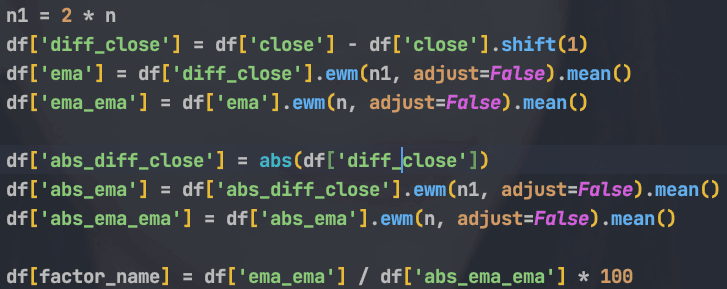 n1 = 2 * n
df['diff_close'] = df['close'] - df['close'].shift(1)
df['ema'] = df['diff_close'].ewm(n1, adjust=False).mean()
df['ema_ema'] = df['ema'].ewm(n, adjust=False).mean()
df['abs_diff_close'] = abs(df['diff_close'])
df['abs_ema'] = df['abs_diff_close'].ewm(n1, adjust=False).mean()
df['abs_ema_ema'] = df['abs_ema'].ewm(n, adjust=False).mean()
df[factor_name] = df['ema_ema'] / df['abs_ema_ema'] * 100